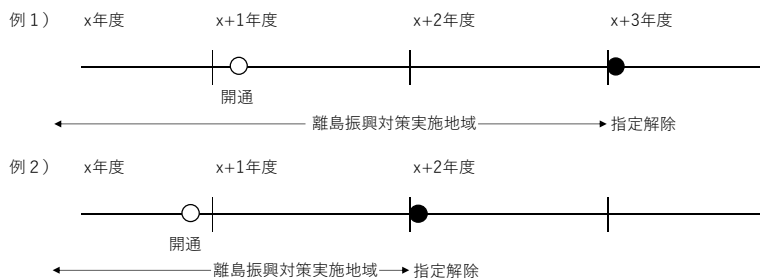 例１） x年度 x+1年度 x+2年度 x+3年度
開通
離島振興対策実施地域 指定解除
例２） x年度 x+1年度 x+2年度
開通
離島振興対策実施地域 指定解除